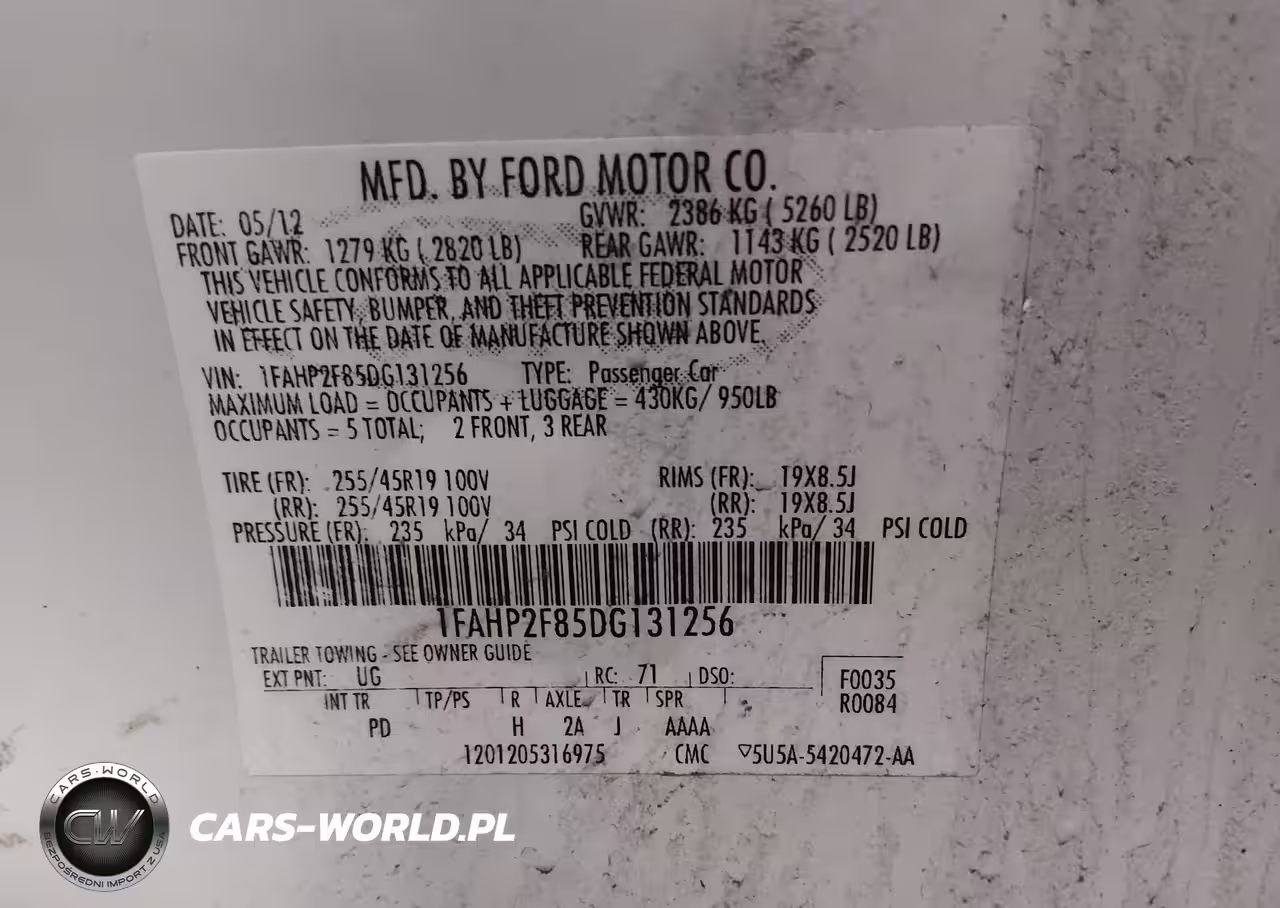 MFD. BY FORD MOTOR CO.
DATE: 05/12 GVWR: 2386 KG ( 5260 LB)
FRONT GAWR: 1279 KG ( 2820 LB) REAR GAWR: 1143 KG ( 2520 LB)
THIS VEHICLE CONFORMS TO ALL APPLICABLE FEDERAL MOTOR
VEHICLE SAFETY, BUMPER, AND THEFT PREVENTION STANDARDS
IN EFFECT ON THE DATE OF MANUFACTURE SHOWN ABOVE.
VIN: 1FAHP2F85DG131256 TYPE: Passenger Car
MAXIMUM LOAD = OCCUPANTS + LUGGAGE = 430KG/ 950LB
OCCUPANTS = 5 TOTAL; 2 FRONT, 3 REAR
TIRE (FR): 255/45R19 100V RIMS (FR): 19X8.5J
(RR): 255/45R19 100V (RR): 19X8.5J
PRESSURE (FR): 235 kPa/ 34 PSI COLD (RR): 235 kPa/ 34 PSI COLD
1FAHP2F85DG131256
TRAILER TOWING - SEE OWNER GUIDE
EXT PNT: UG RC: 71 DSO: F0035
INT TR TP/PS R AXLE TR SPR R0084
PD H 2A J AAAA
1201205316975 CMC ▽5U5A-5420472-AA
CARS-WORLD
CW
BEZPOŚREDNI IMPORT Z USA
CARS-WORLD.PL